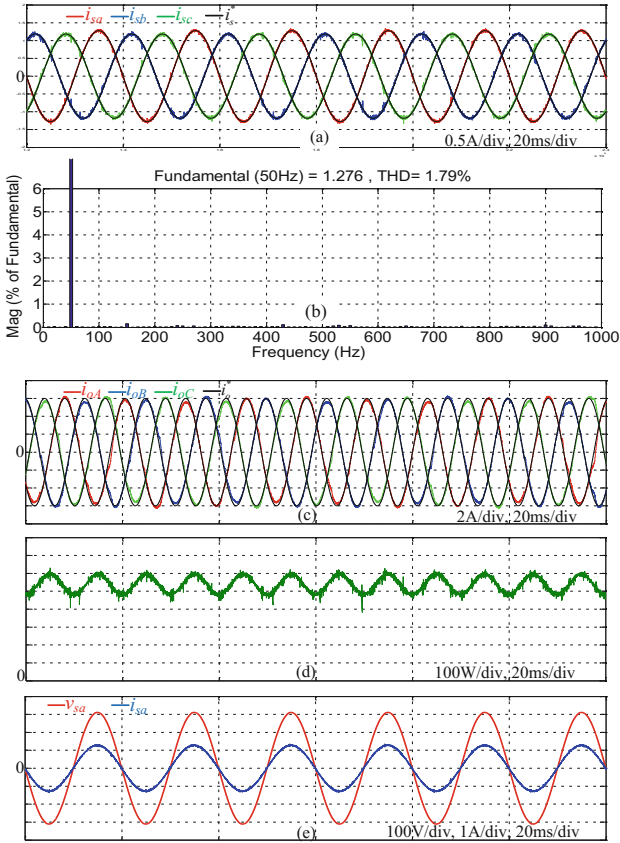 i_sa i_sb i_sc i_s^*
0
(a)
0.5A/div, 20ms/div
Fundamental (50Hz) = 1.276 , THD= 1.79%
Mag (% of Fundamental)
6
5
4
3
2
1
0
(b)
0 100 200 300 400 500 600 700 800 900 1000
Frequency (Hz)
i_oA i_oB i_oC i_o^*
0
(c)
2A/div, 20ms/div
0
(d)
100W/div, 20ms/div
v_sa i_sa
0
(e)
100V/div, 1A/div, 20ms/div